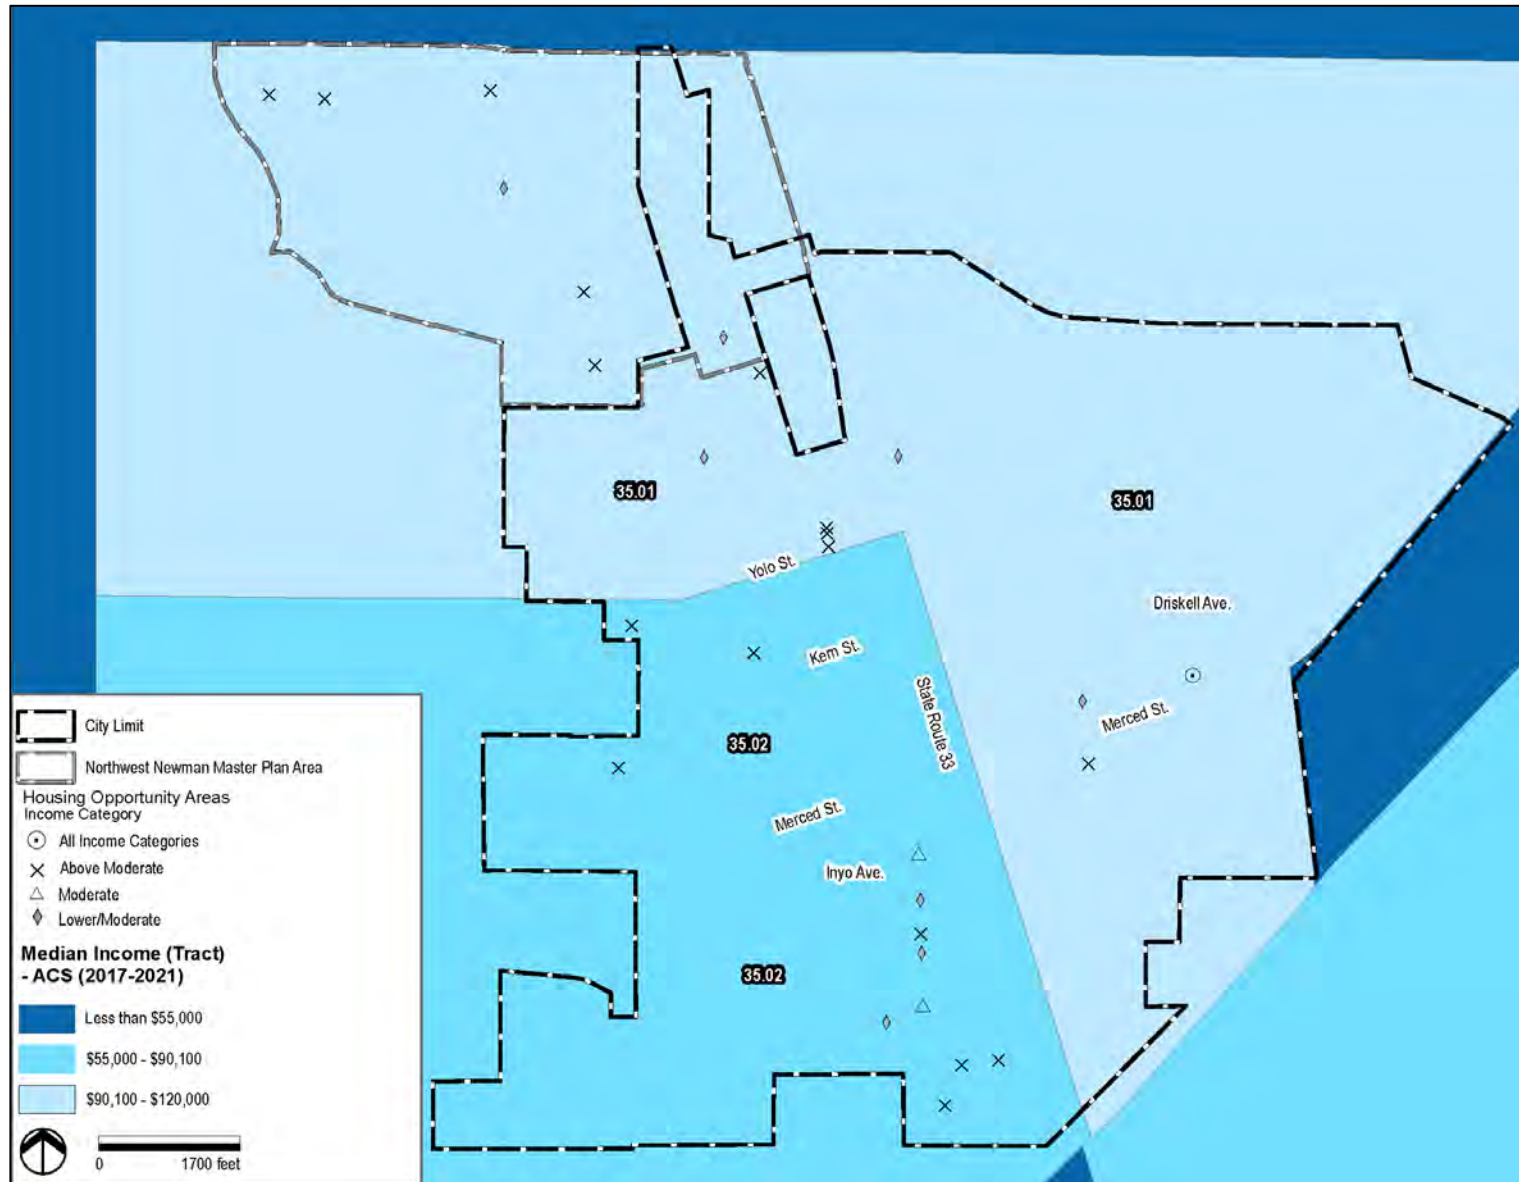 35.01
35.01
Yolo St.
Driskell Ave.
Kern St.
State Route 33
Merced St.
35.02
Merced St.
Inyo Ave.
35.02
City Limit
Northwest Newman Master Plan Area
Housing Opportunity Areas
Income Category
All Income Categories
Above Moderate
Moderate
Lower/Moderate
Median Income (Tract)
- ACS (2017-2021)
Less than $55,000
$55,000 - $90,100
$90,100 - $120,000
0 1700 feet